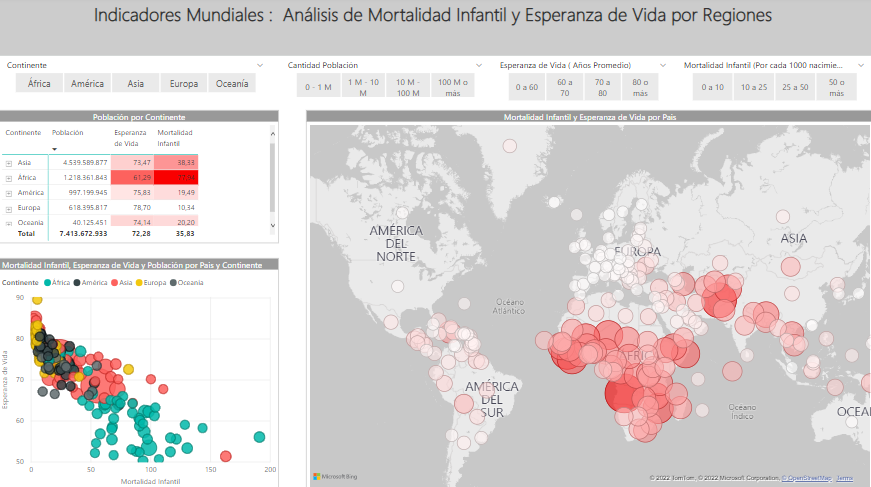 Indicadores Mundiales : Análisis de Mortalidad Infantil y Esperanza de Vida por Regiones
Continente
África América Asia Europa Oceanía
Cantidad Población
0 - 1 M
1 M - 10 M
10 M - 100 M
100 M o más
Esperanza de Vida ( Años Promedio)
0 a 60
60 a 70
70 a 80
80 o más
Mortalidad Infantil (Por cada 1000 nacimie...
0 a 10
10 a 25
25 a 50
50 o más
Población por Continente
Continente Población Esperanza de Vida Mortalidad Infantil
Asia 4.539.589.877 73,47 38,33
África 1.218.361.843 61,29
América 997.199.945 75,83 19,49
Europa 618.395.817 78,70 10,34
Oceanía 40.125.451 74,14 20,20
Total 7.413.672.933 72,28 35,83
Mortalidad Infantil, Esperanza de Vida y Población por País y Continente
Continente África América Asia Europa Oceanía
Esperanza de Vida
90
80
70
60
50
0 50 100 150 200
Mortalidad Infantil
Mortalidad Infantil y Esperanza de Vida por País
AMÉRICA
DEL
NORTE
EUROPA
ASIA
Océano
Atlántico
ÁFRICA
AMÉRICA
DEL
SUR
Océano
Índico
OCEA
Microsoft Bing
© 2022 TomTom, © 2022 Microsoft Corporation, © OpenStreetMap Terms